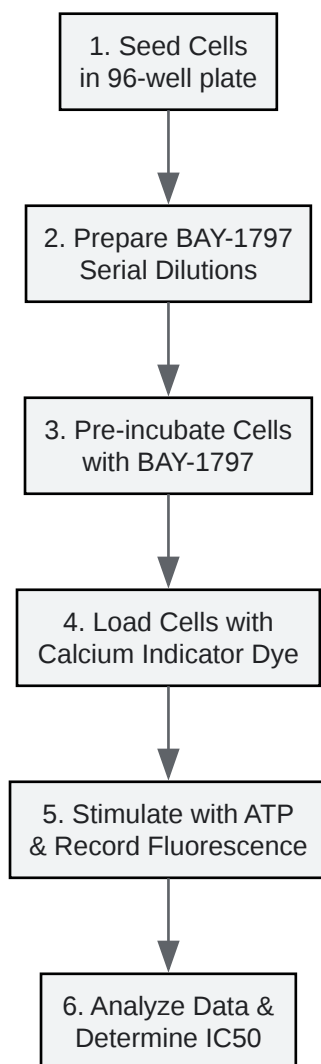 1. Seed Cells
in 96-well plate
2. Prepare BAY-1797
Serial Dilutions
3. Pre-incubate Cells
with BAY-1797
4. Load Cells with
Calcium Indicator Dye
5. Stimulate with ATP
& Record Fluorescence
6. Analyze Data &
Determine IC50